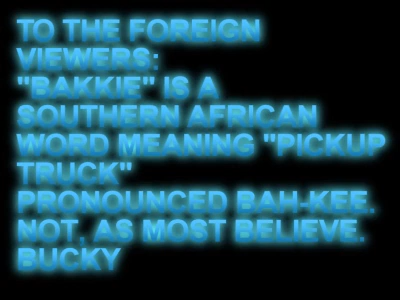 TO THE FOREIGN
VIEWERS:
"BAKKIE" IS A
SOUTHERN AFRICAN
WORD MEANING "PICKUP
TRUCK"
PRONOUNCED BAH-KEE.
NOT, AS MOST BELIEVE.
BUCKY